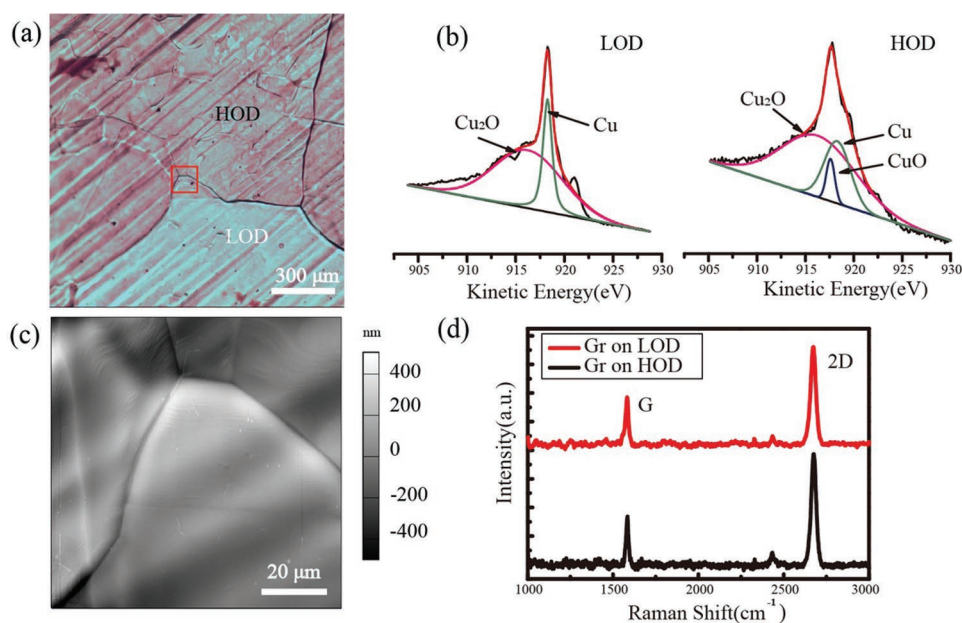 (a)
HOD
LOD
300 μm
(b)
LOD
Cu₂O
Cu
905 910 915 920 925 930
Kinetic Energy(eV)
HOD
Cu₂O
Cu
CuO
905 910 915 920 925 930
Kinetic Energy(eV)
(c)
20 μm
nm
400
200
0
-200
-400
(d)
Gr on LOD
Gr on HOD
G
2D
Intensity(a.u.)
1000 1500 2000 2500 3000
Raman Shift(cm⁻¹)